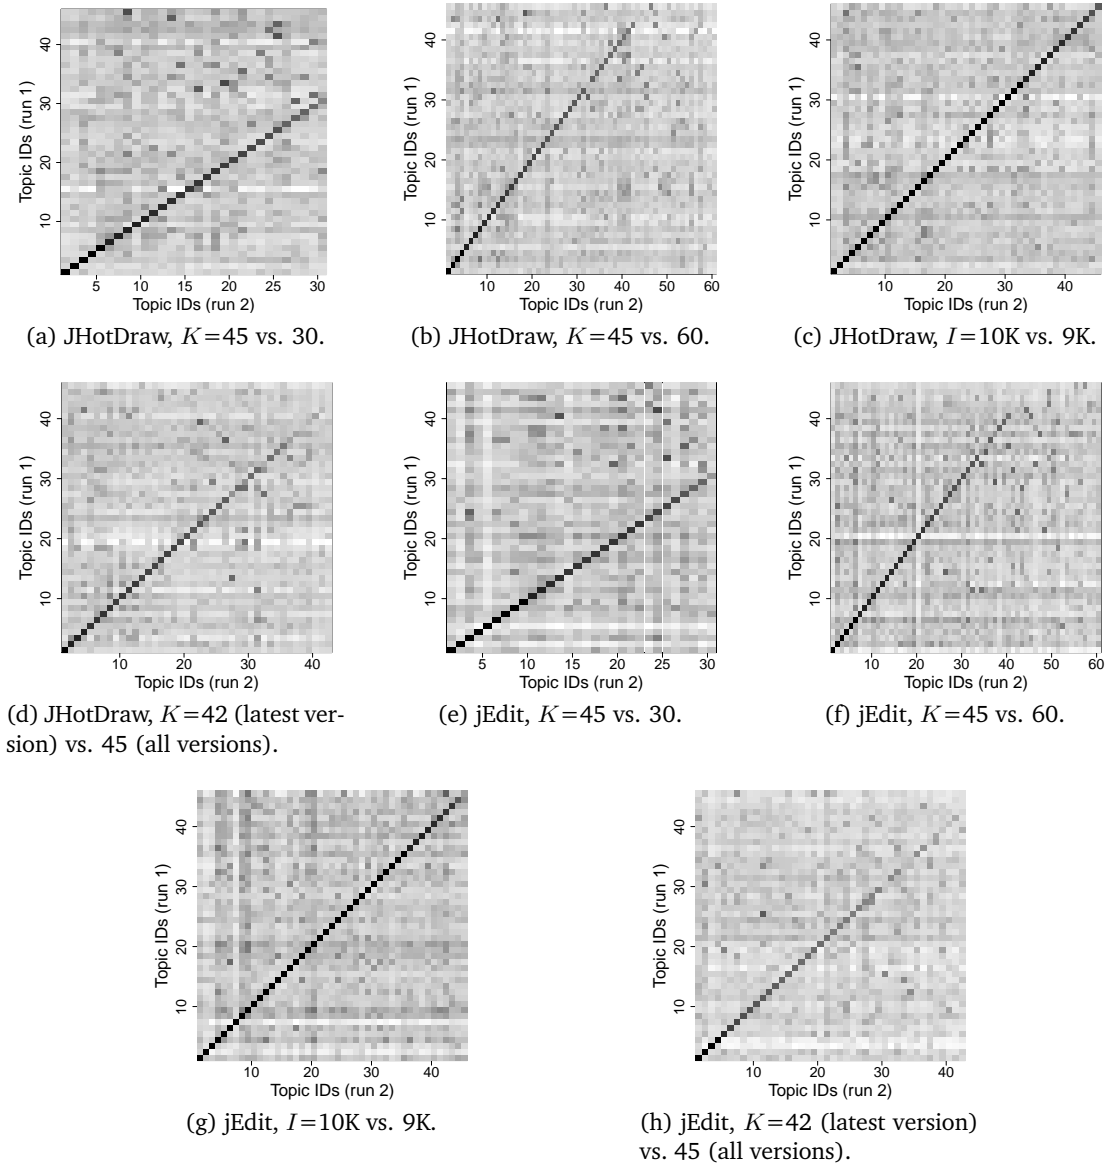 Topic IDs (run 1)
10 20 30 40
5 10 15 20 25 30
Topic IDs (run 2)
(a) JHotDraw, K=45 vs. 30.
Topic IDs (run 1)
10 20 30 40
10 20 30 40 50 60
Topic IDs (run 2)
(b) JHotDraw, K=45 vs. 60.
Topic IDs (run 1)
10 20 30 40
10 20 30 40
Topic IDs (run 2)
(c) JHotDraw, I=10K vs. 9K.
Topic IDs (run 1)
10 20 30 40
10 20 30 40
Topic IDs (run 2)
(d) JHotDraw, K=42 (latest ver-
sion) vs. 45 (all versions).
Topic IDs (run 1)
10 20 30 40
5 10 15 20 25 30
Topic IDs (run 2)
(e) jEdit, K=45 vs. 30.
Topic IDs (run 1)
10 20 30 40
10 20 30 40 50 60
Topic IDs (run 2)
(f) jEdit, K=45 vs. 60.
Topic IDs (run 1)
10 20 30 40
10 20 30 40
Topic IDs (run 2)
(g) jEdit, I=10K vs. 9K.
Topic IDs (run 1)
10 20 30 40
10 20 30 40
Topic IDs (run 2)
(h) jEdit, K=42 (latest version)
vs. 45 (all versions).